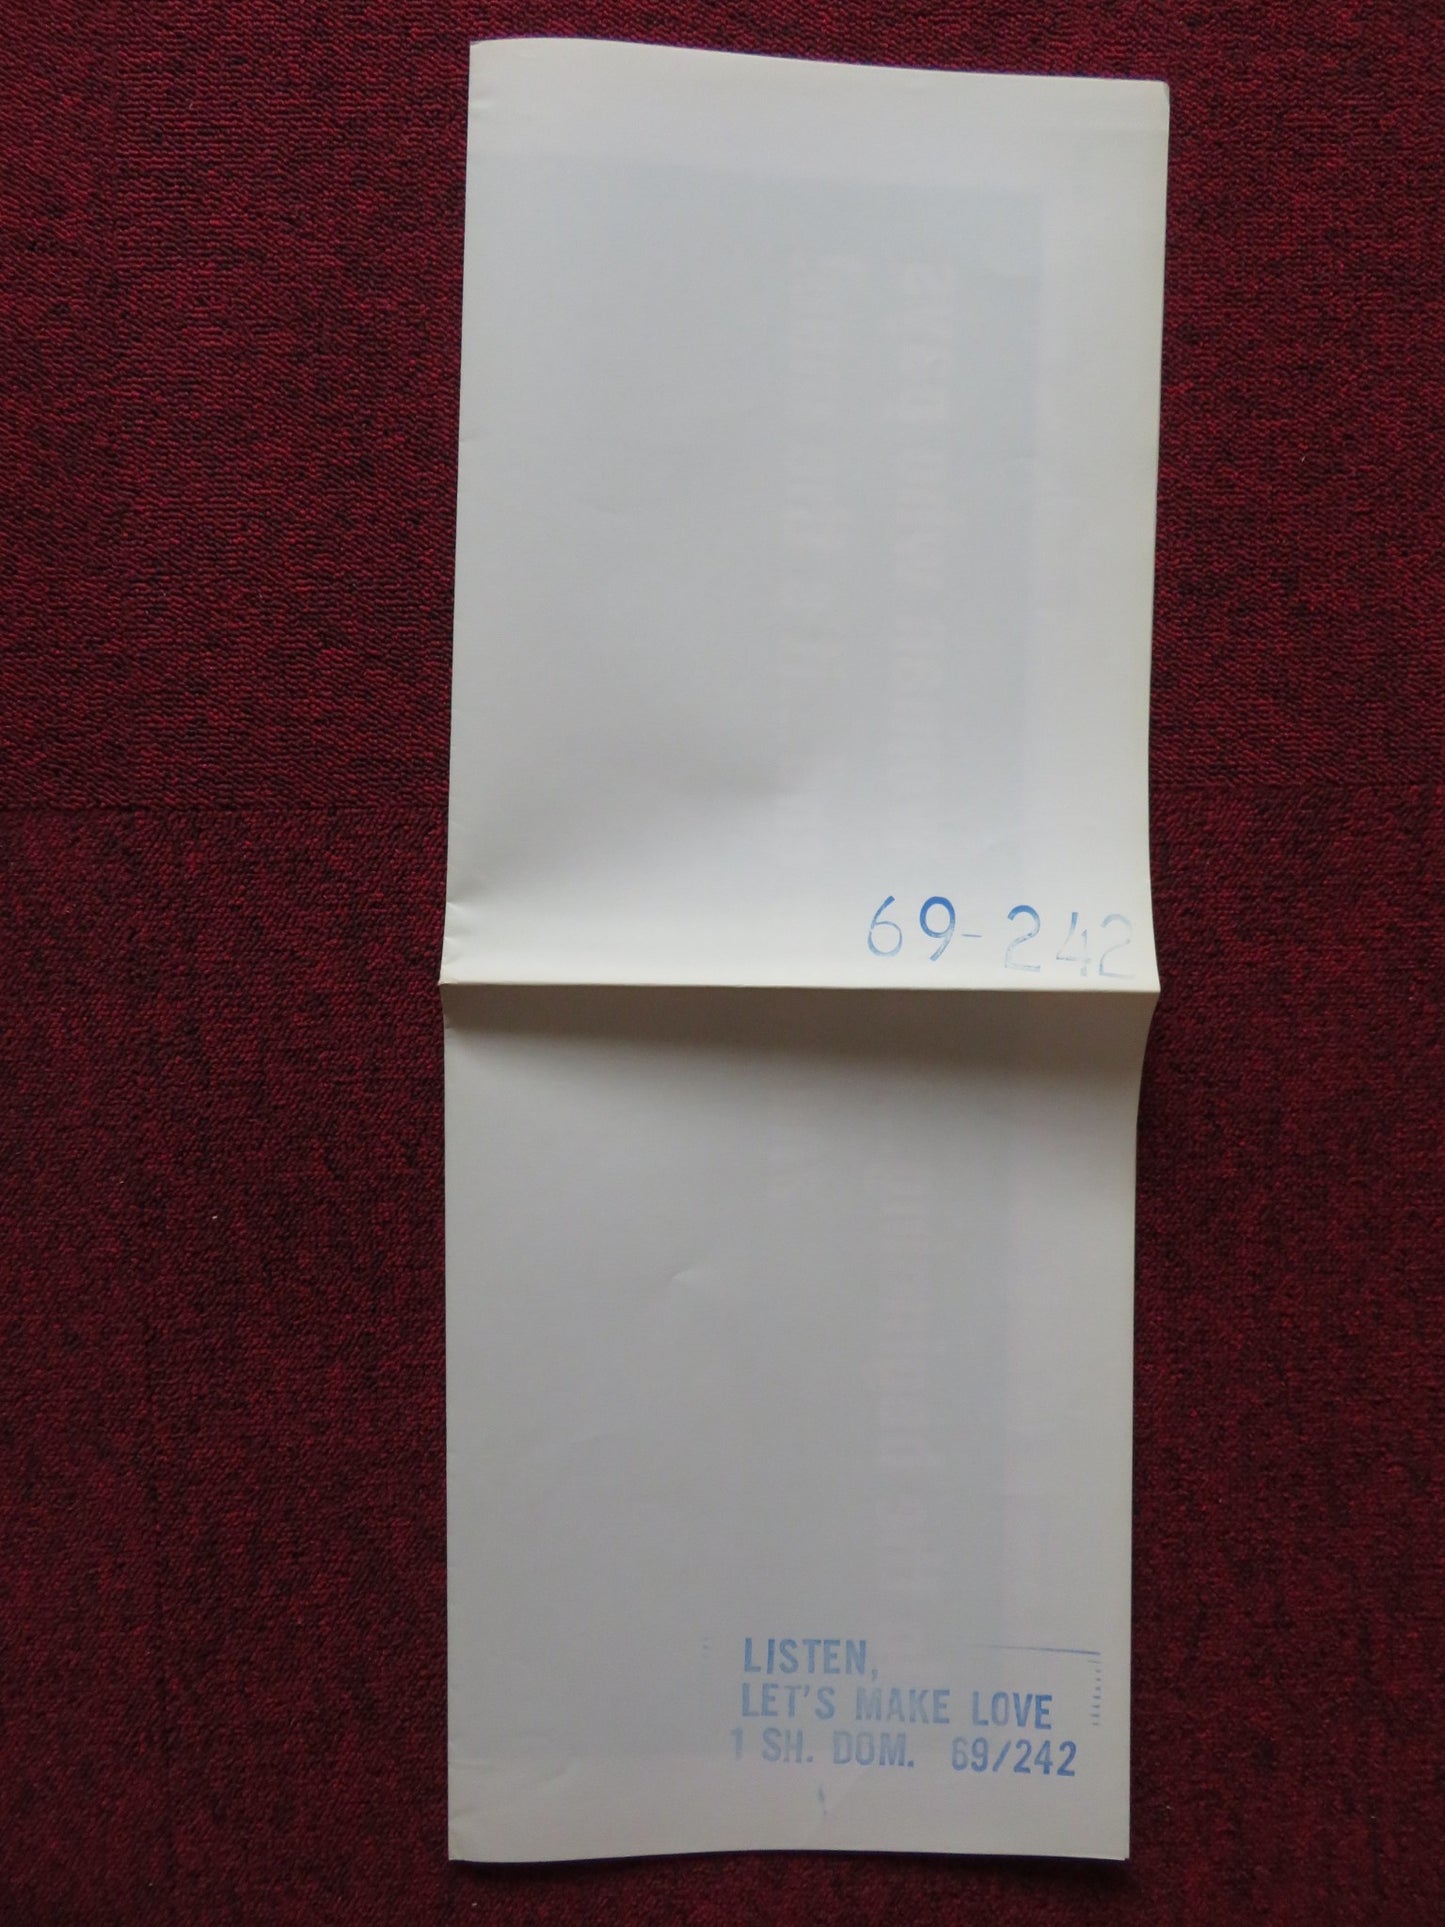 69-242
LISTEN,
LET'S MAKE LOVE
1 SH. DOM. 69/242